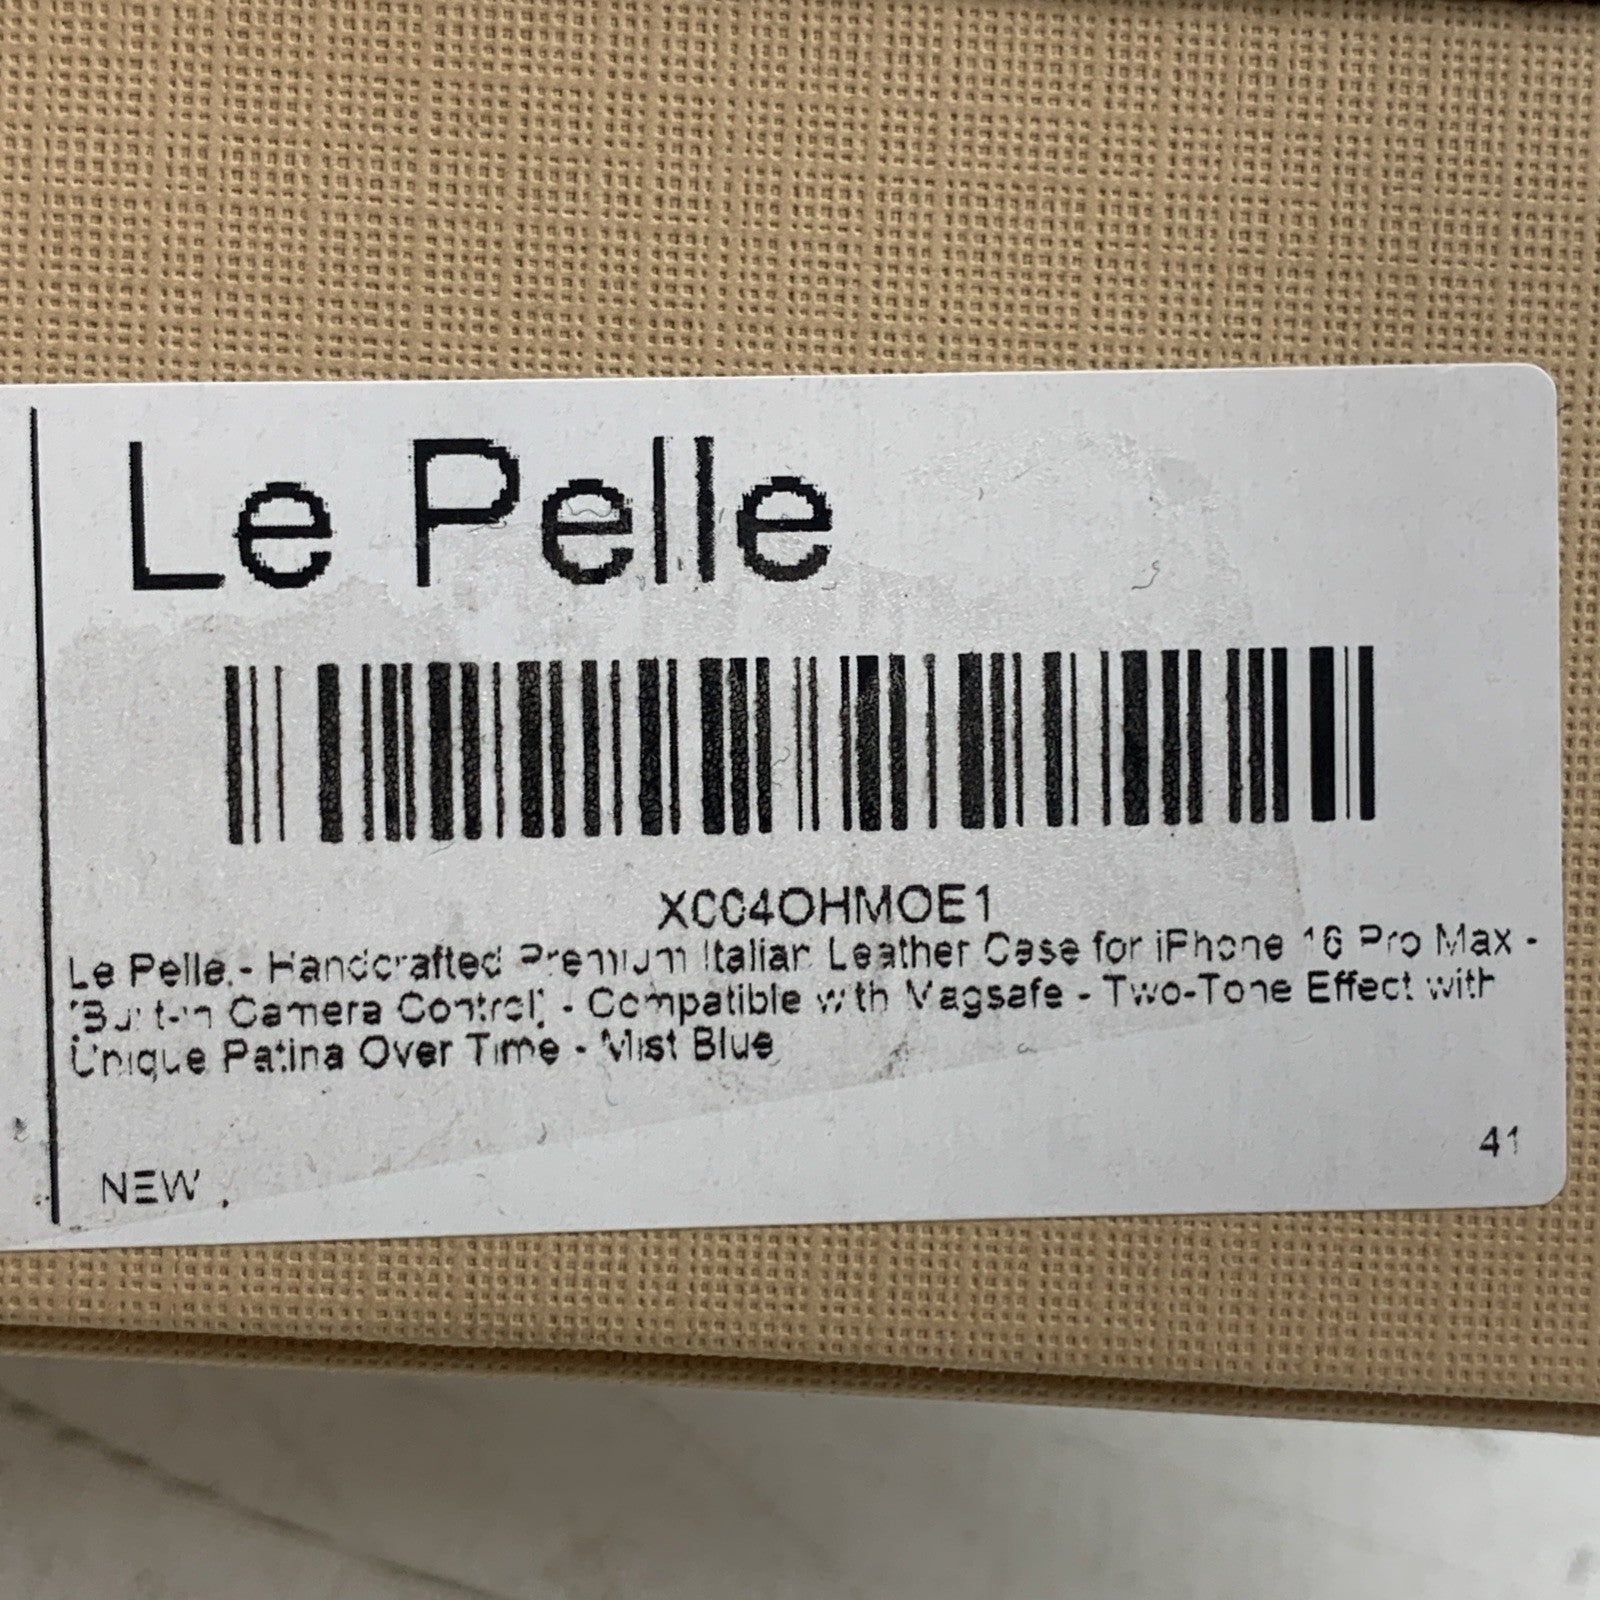 Le Pelle
X004OHMOE1
Le Pelle. - Handcrafted Premium Italian Leather Case for iPhone 16 Pro Max -
[Built-in Camera Control] - Compatible with Magsafe - Two-Tone Effect with
Unique Patina Over Time - Mist Blue
NEW
41